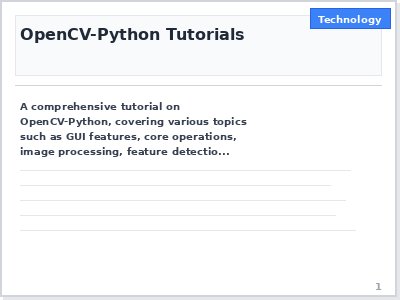 Technology
OpenCV-Python Tutorials
A comprehensive tutorial on
OpenCV-Python, covering various topics
such as GUI features, core operations,
image processing, feature detectio...
1